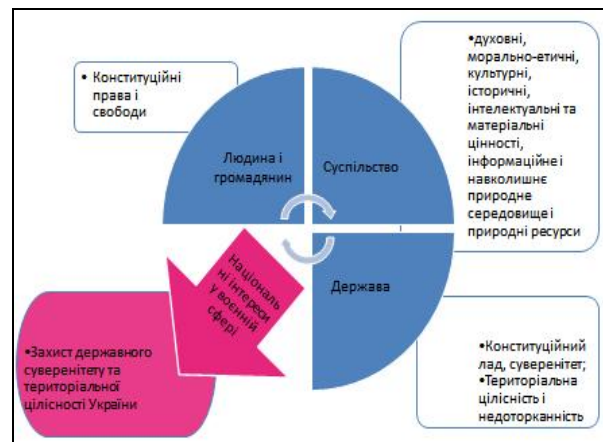 • Конституційні
права і
свободи
Людина і
громадянин
Суспільство
•духовні,
морально-етичні,
культурні,
історичні,
інтелектуальні та
матеріальні
цінності,
інформаційне і
навколишнє
природне
середовище і
природні ресурси
Національ
ні інтереси
у воєнній
сфері
Держава
•Захист державного
суверенітету та
територіальної
цілісності України
•Конституційний
лад, суверенітет;
•Територіальна
цілісність і
недоторканність